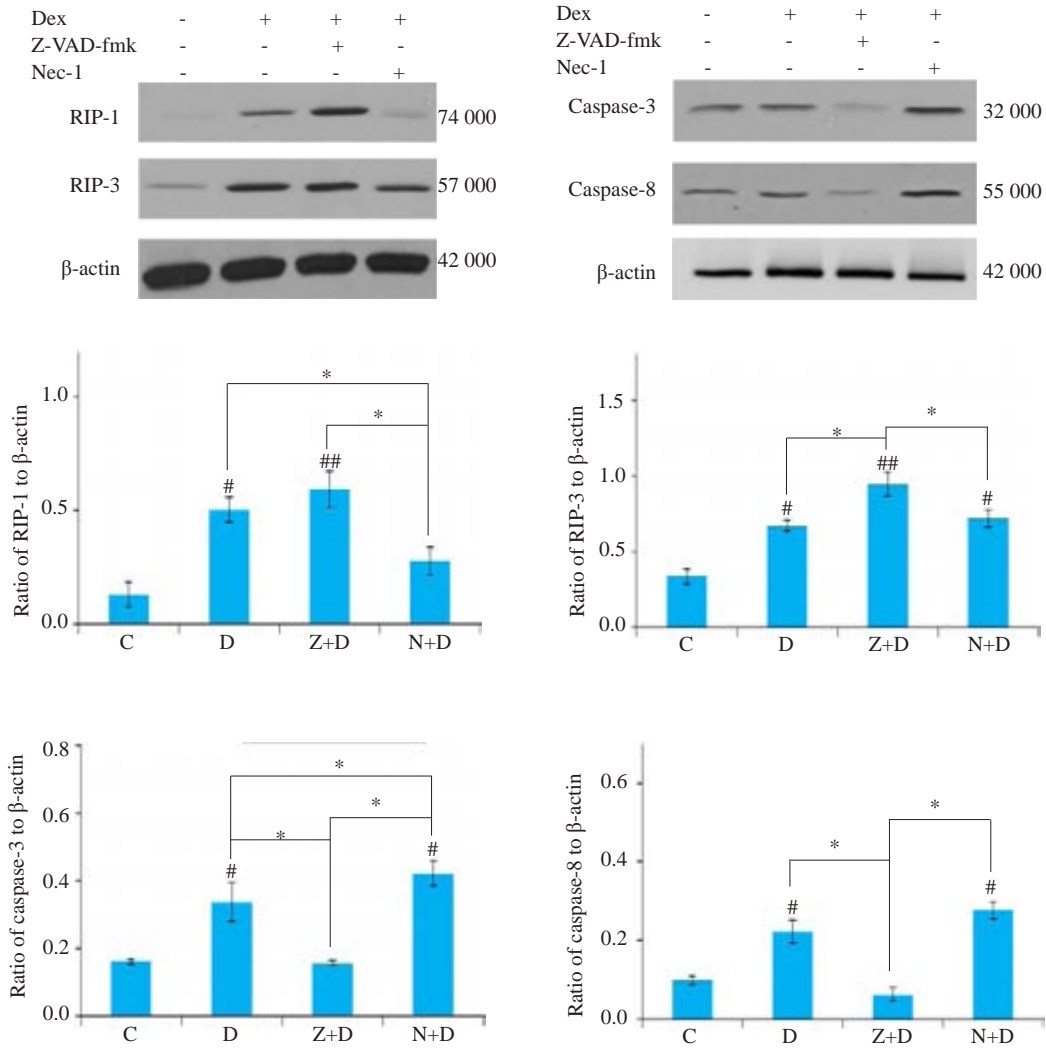 Dex - + + +
Z-VAD-fmk - - + -
Nec-1 - - - +
RIP-1 74 000
RIP-3 57 000
β-actin 42 000
Dex - + + +
Z-VAD-fmk - - + -
Nec-1 - - - +
Caspase-3 32 000
Caspase-8 55 000
β-actin 42 000
Ratio of RIP-1 to β-actin
1.0
0.5
0.0
*
*
#
##
C D Z+D N+D
Ratio of RIP-3 to β-actin
1.5
1.0
0.5
0.0
*
*
#
##
#
C D Z+D N+D
Ratio of caspase-3 to β-actin
0.8
0.6
0.4
0.2
0.0
*
*
*
#
#
C D Z+D N+D
Ratio of caspase-8 to β-actin
0.6
0.4
0.2
0.0
*
*
#
#
C D Z+D N+D